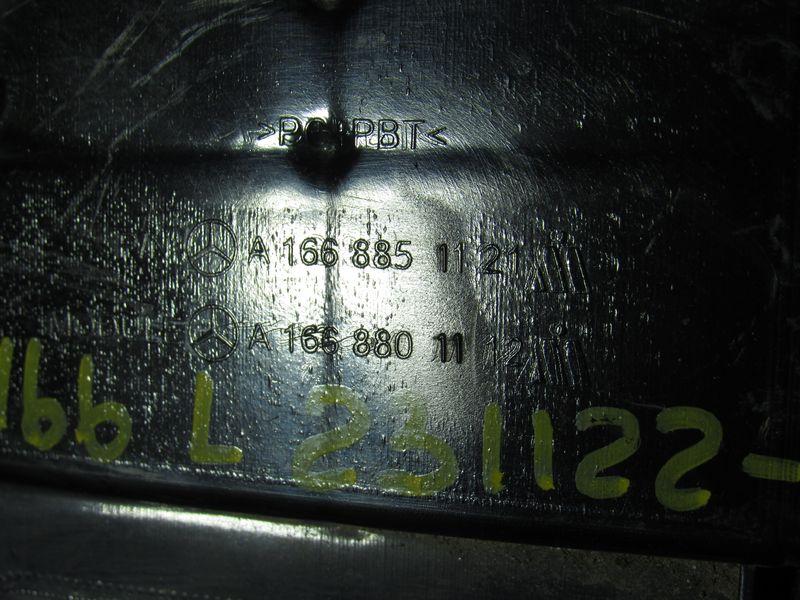 >PC+PBT<
A 166 885 11 21
A 166 880 11 12
166 L 231122-